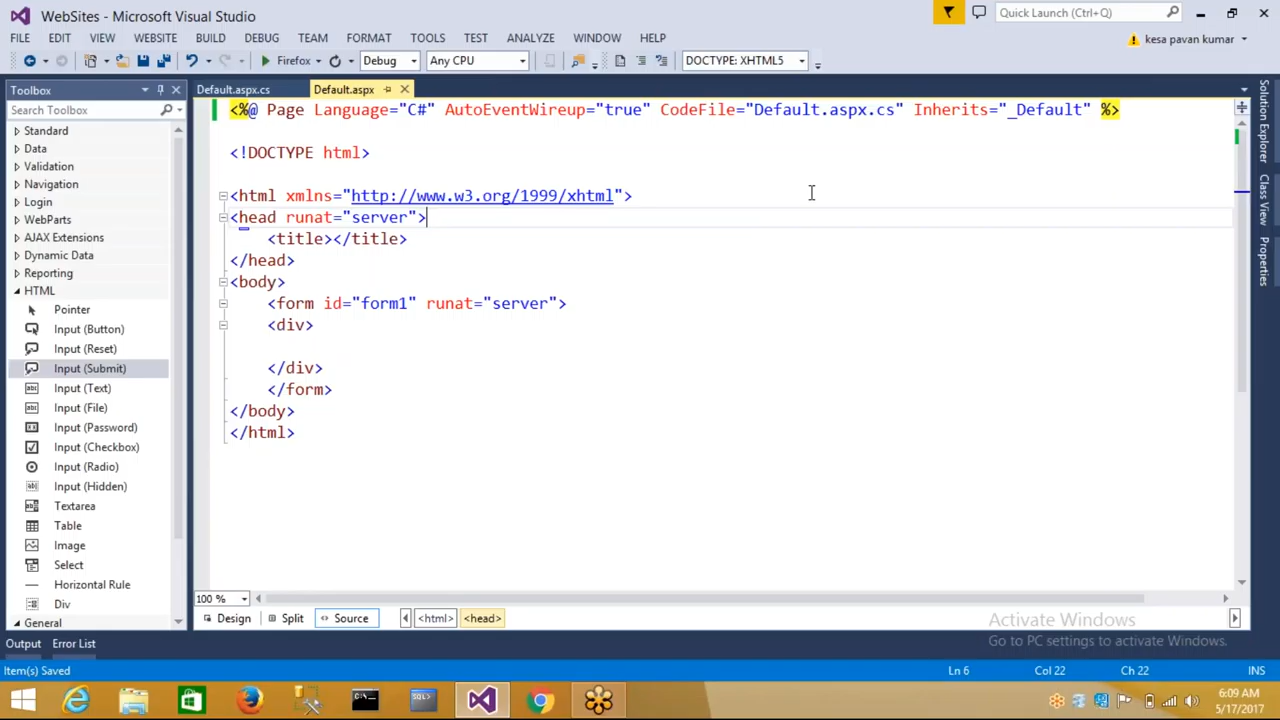 WebSites - Microsoft Visual Studio
Quick Launch (Ctrl+Q)
FILE EDIT VIEW WEBSITE BUILD DEBUG TEAM FORMAT TOOLS TEST ANALYZE WINDOW HELP
kesa pavan kumar
Firefox
Debug
Any CPU
DOCTYPE: XHTML5
Toolbox
Default.aspx.cs
Default.aspx
Search Toolbox
Standard
Data
Validation
Navigation
Login
WebParts
AJAX Extensions
Dynamic Data
Reporting
HTML
Pointer
Input (Button)
Input (Reset)
Input (Submit)
Input (Text)
Input (File)
Input (Password)
Input (Checkbox)
Input (Radio)
Input (Hidden)
Textarea
Table
Image
Select
Horizontal Rule
Div
General
<%@ Page Language="C#" AutoEventWireup="true" CodeFile="Default.aspx.cs" Inherits="_Default" %>
<!DOCTYPE html>
<html xmlns="http://www.w3.org/1999/xhtml">
<head runat="server">
<title></title>
</head>
<body>
<form id="form1" runat="server">
<div>
</div>
</form>
</body>
</html>
Solution Explorer
Class View
Properties
100 %
Design
Split
Source
<html>
<head>
Activate Windows
Go to PC settings to activate Windows.
Output
Error List
Item(s) Saved
Ln 6
Col 22
Ch 22
INS
6:09 AM
5/17/2017